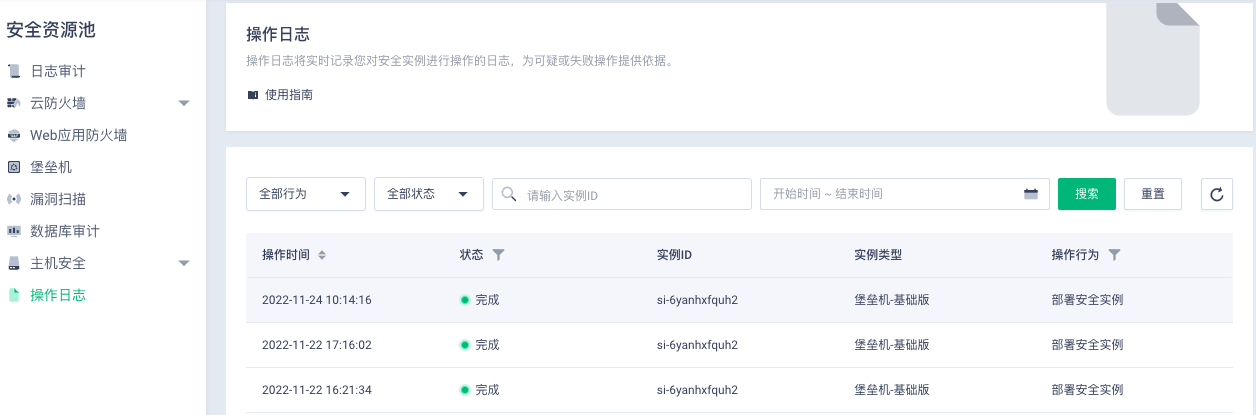 安全资源池
日志审计
云防火墙
Web应用防火墙
堡垒机
漏洞扫描
数据库审计
主机安全
操作日志
操作日志
操作日志将实时记录您对安全实例进行操作的日志，为可疑或失败操作提供依据。
使用指南
全部行为 全部状态 请输入实例ID 开始时间 ~ 结束时间 搜索 重置
操作时间 状态 实例ID 实例类型 操作行为
2022-11-24 10:14:16 完成 si-6yanhxfquh2 堡垒机-基础版 部署安全实例
2022-11-22 17:16:02 完成 si-6yanhxfquh2 堡垒机-基础版 部署安全实例
2022-11-22 16:21:34 完成 si-6yanhxfquh2 堡垒机-基础版 部署安全实例